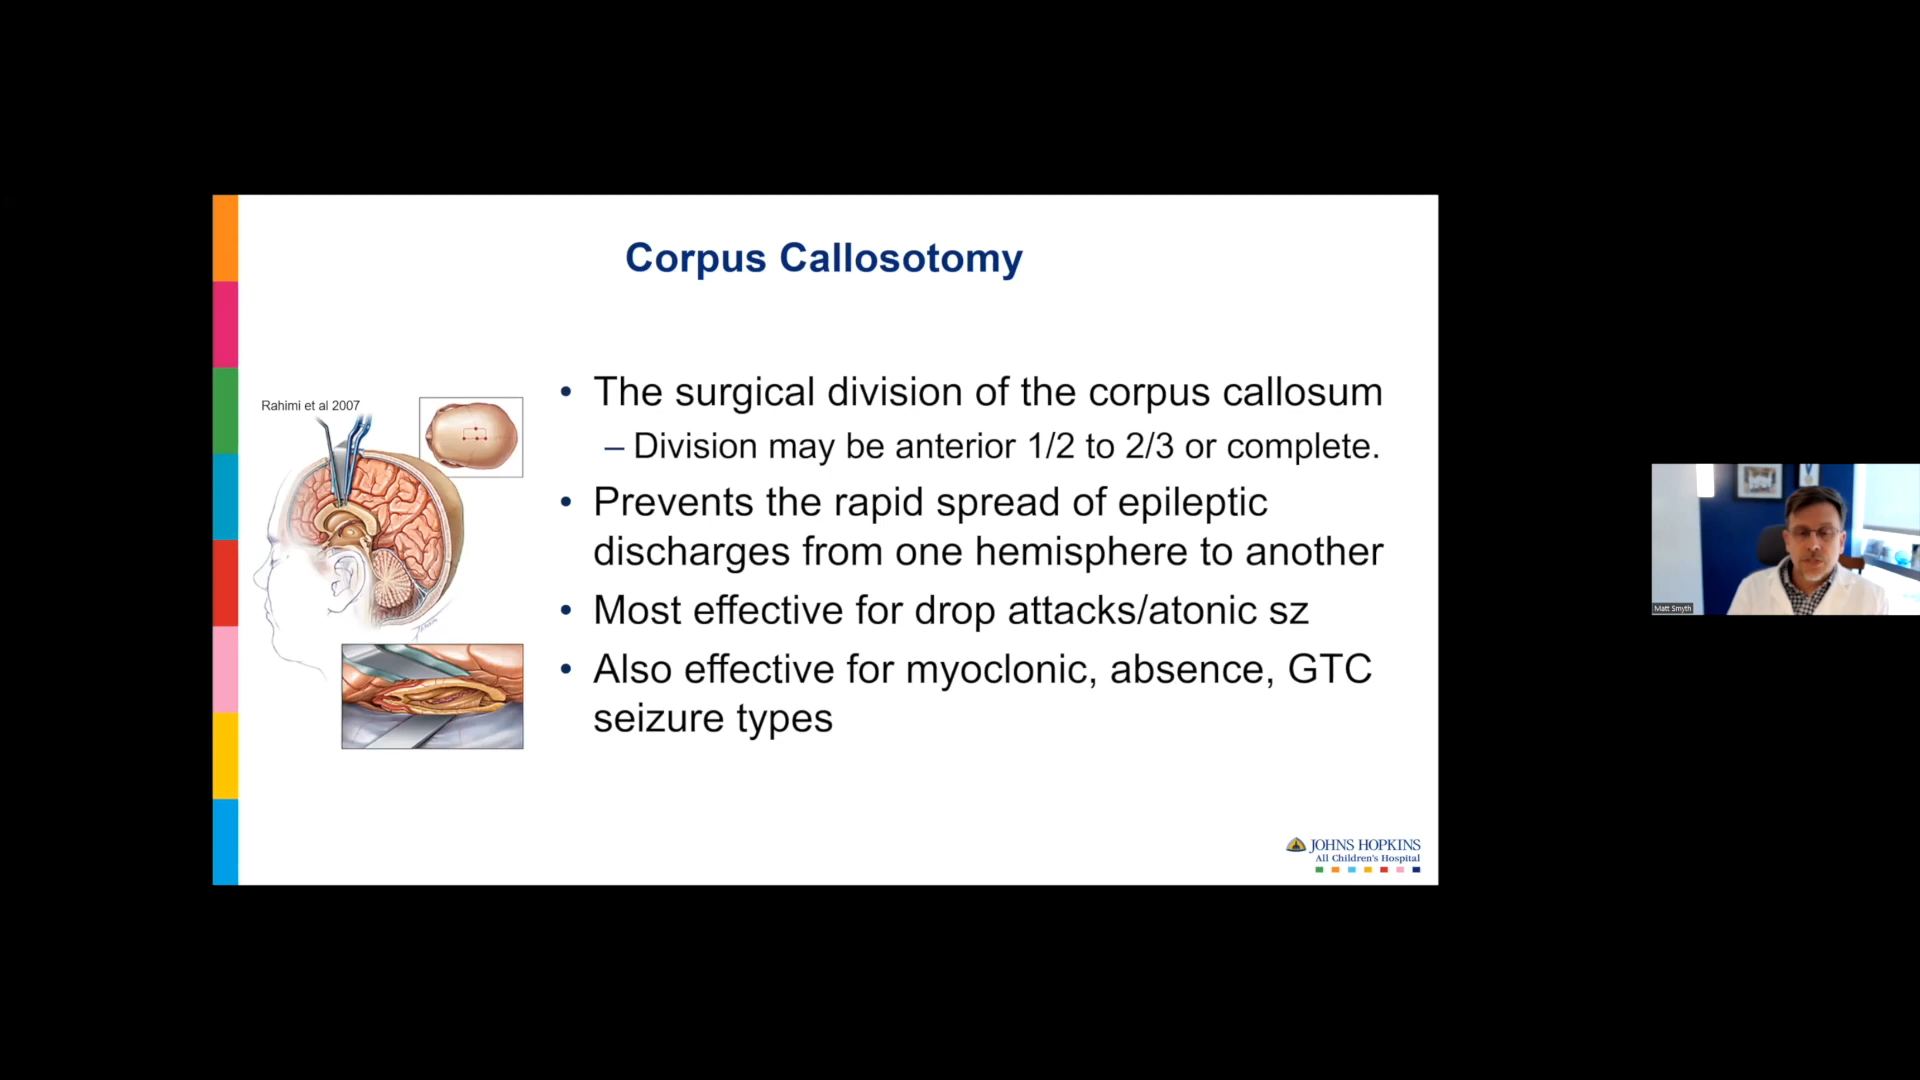 Corpus Callosotomy
Rahimi et al 2007
• The surgical division of the corpus callosum
– Division may be anterior 1/2 to 2/3 or complete.
• Prevents the rapid spread of epileptic
discharges from one hemisphere to another
• Most effective for drop attacks/atonic sz
• Also effective for myoclonic, absence, GTC
seizure types
JOHNS HOPKINS
All Children's Hospital
Matt Smyth